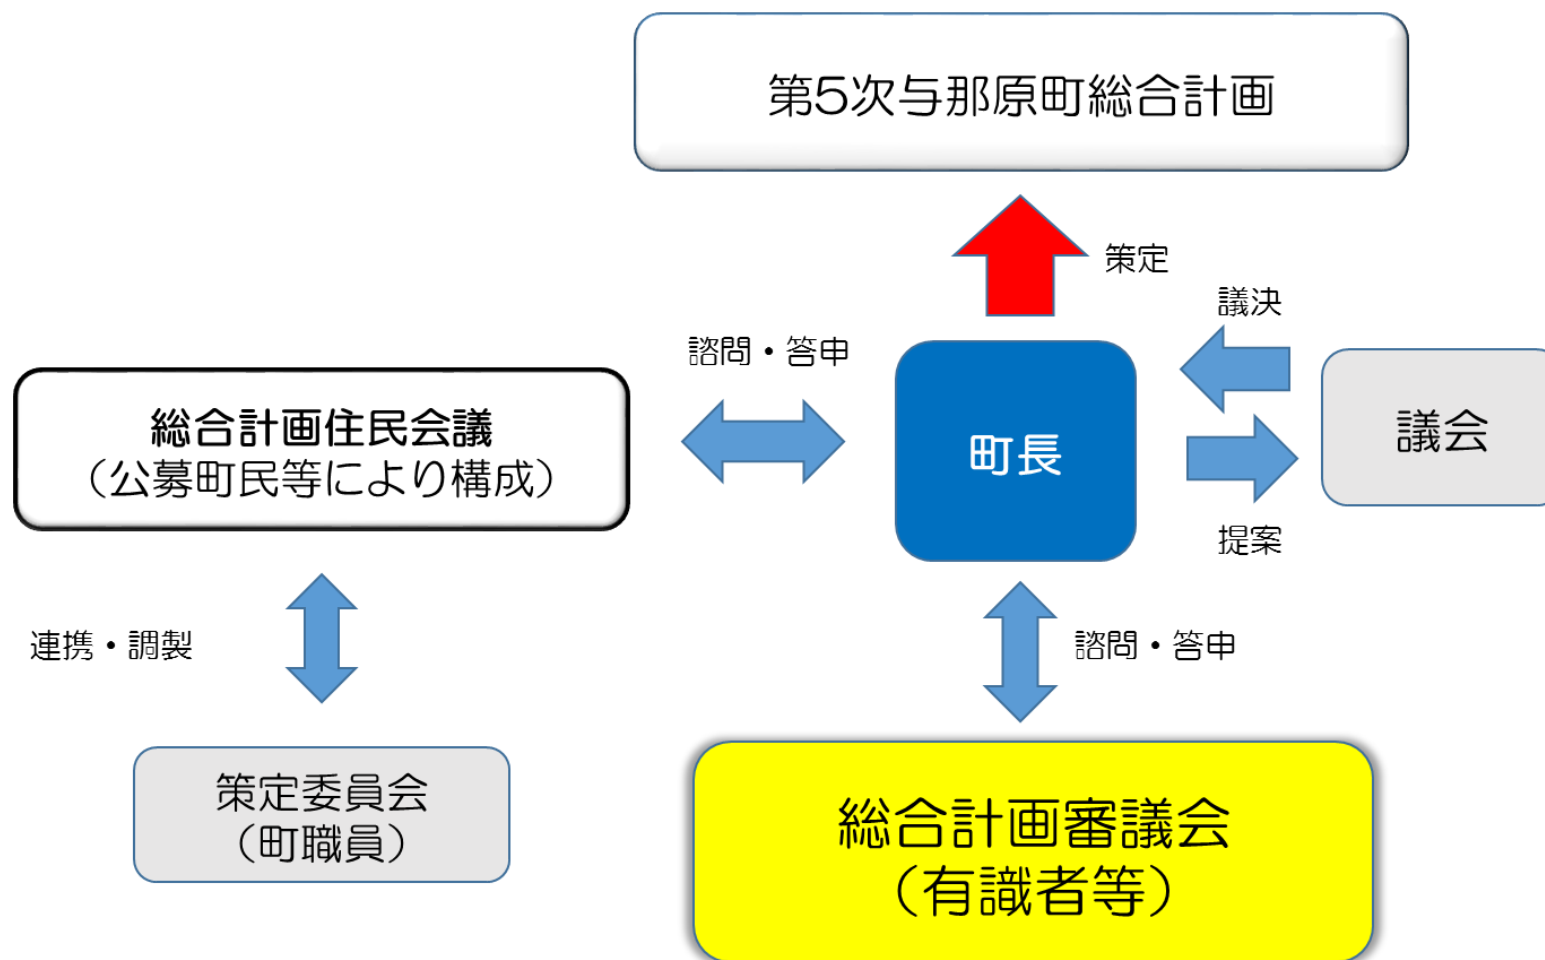 第5次与那原町総合計画
策定
議決
諮問・答申
総合計画住民会議
（公募町民等により構成）
町長
議会
提案
連携・調製
諮問・答申
策定委員会
（町職員）
総合計画審議会
（有識者等）